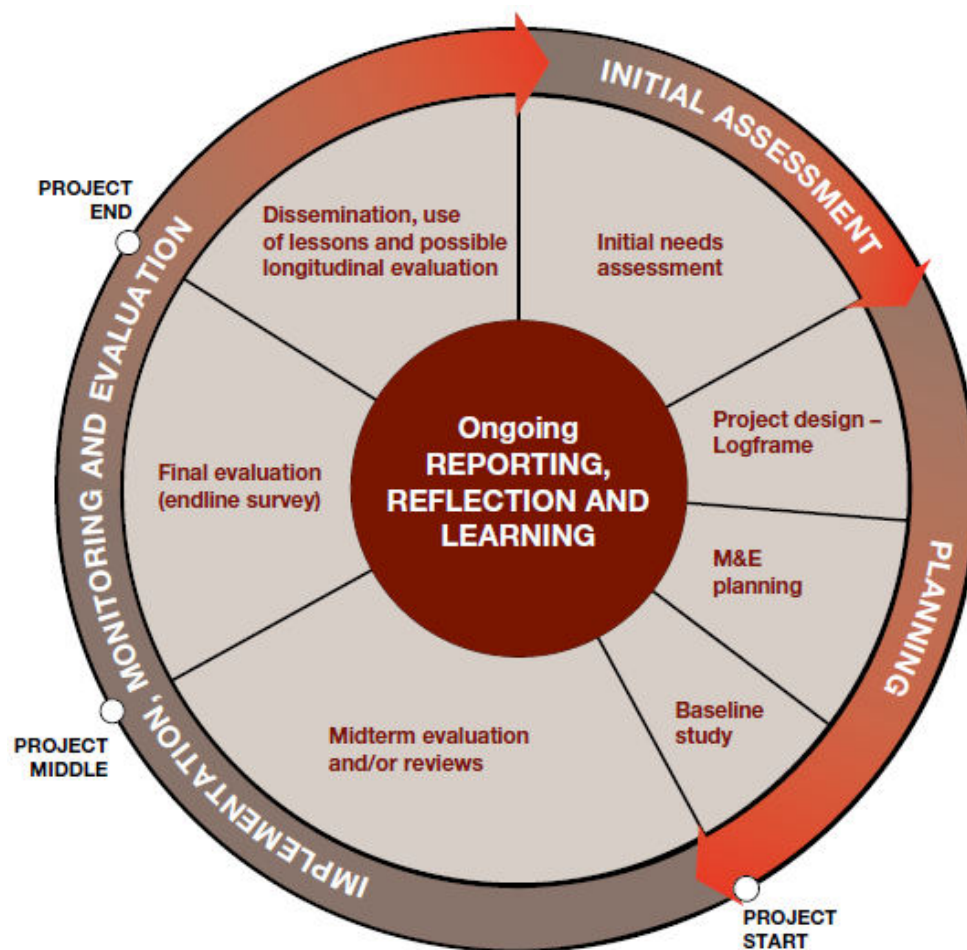 INITIAL ASSESSMENT
PLANNING
IMPLEMENTATION, MONITORING AND EVALUATION
PROJECT
END
PROJECT
MIDDLE
PROJECT
START
Initial needs
assessment
Project design –
Logframe
M&E
planning
Baseline
study
Midterm evaluation
and/or reviews
Final evaluation
(endline survey)
Dissemination, use
of lessons and possible
longitudinal evaluation
Ongoing
REPORTING,
REFLECTION AND
LEARNING